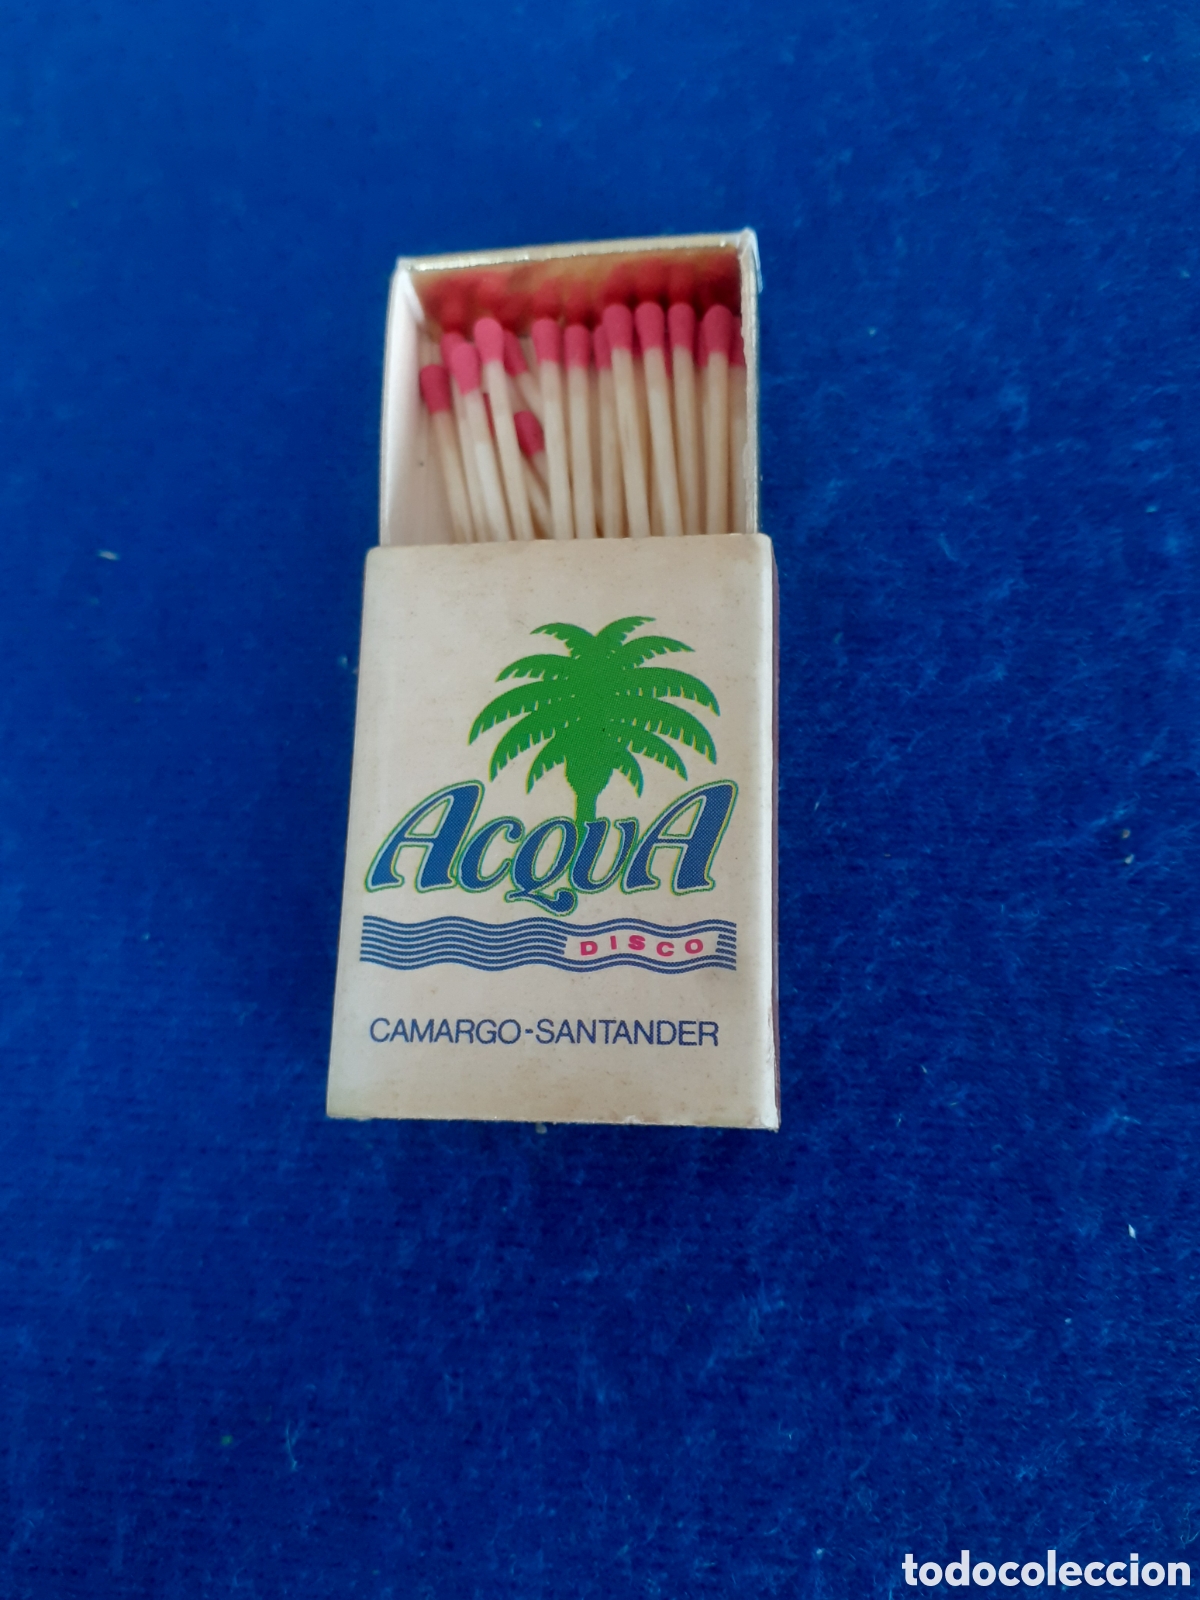 ACQUA
DISCO
CAMARGO-SANTANDER
todocoleccion